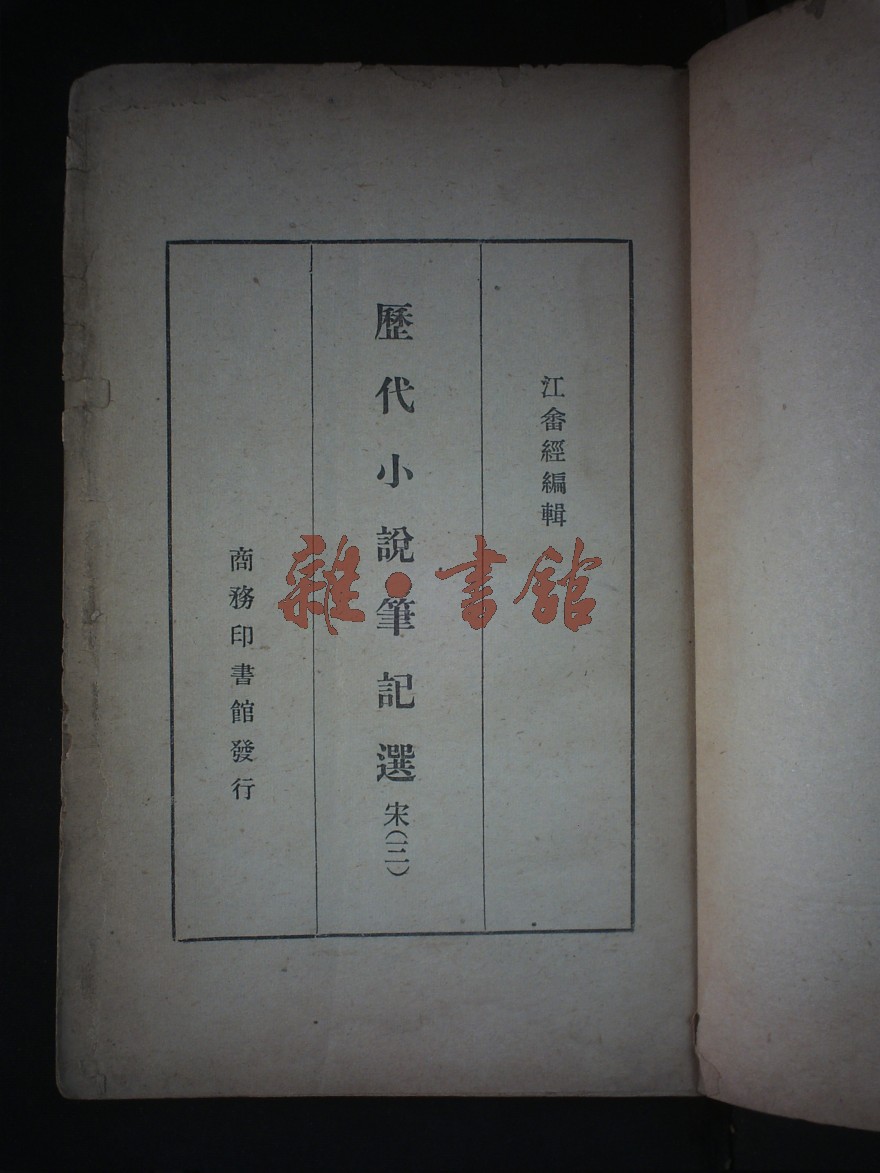 江畬經編輯
歷代小說筆記選 宋(三)
商務印書館發行
雜·書館